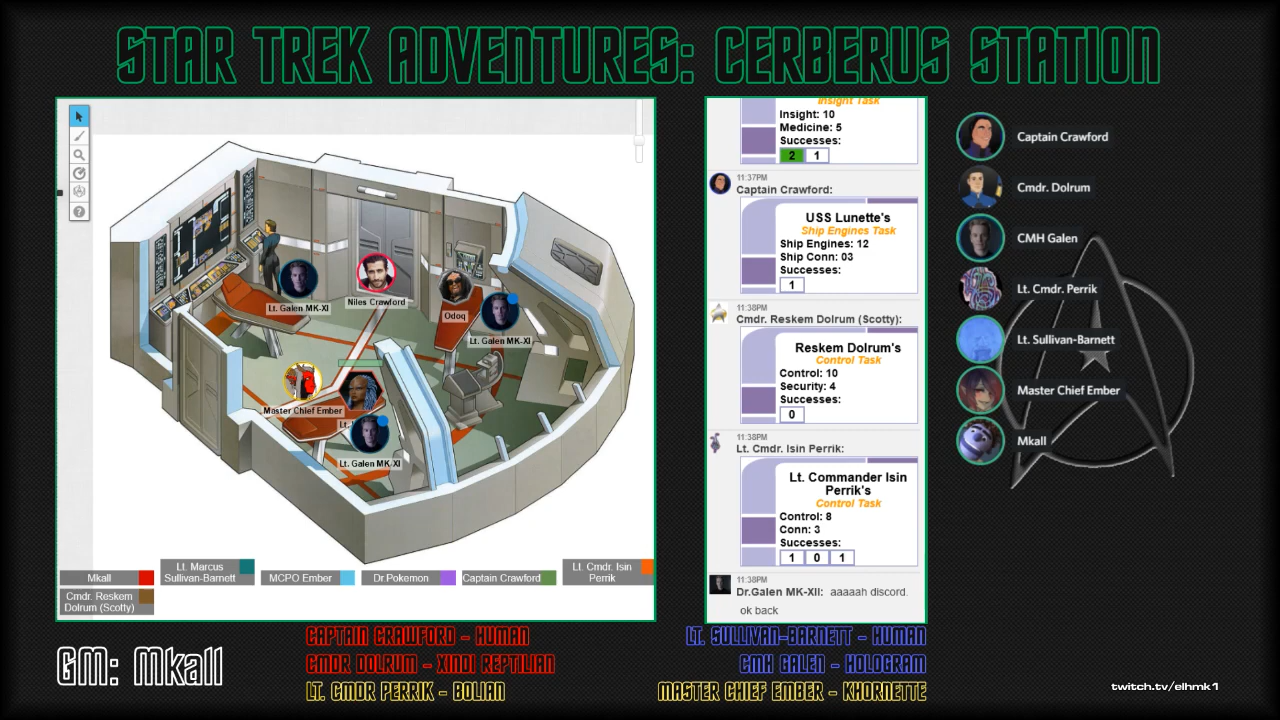 STAR TREK ADVENTURES: CERBERUS STATION
Lt. Galen MK-XI
Niles Crawford
Odoq
Lt. Galen MK-XI
Master Chief Ember
Lt.
Lt. Galen MK-XI
Mkall
Lt. Marcus
Sullivan-Barnett
MCPO Ember
Dr.Pokemon
Captain Crawford
Lt. Cmdr. Isin
Perrik
Cmdr. Reskem
Dolrum (Scotty)
Insight Task
Insight: 10
Medicine: 5
Successes:
2 1
11:37PM
Captain Crawford:
USS Lunette's
Ship Engines Task
Ship Engines: 12
Ship Conn: 03
Successes:
1
11:38PM
Cmdr. Reskem Dolrum (Scotty):
Reskem Dolrum's
Control Task
Control: 10
Security: 4
Successes:
0
11:38PM
Lt. Cmdr. Isin Perrik:
Lt. Commander Isin
Perrik's
Control Task
Control: 8
Conn: 3
Successes:
1 0 1
11:38PM
Dr.Galen MK-XII: aaaaah discord.
ok back
Captain Crawford
Cmdr. Dolrum
CMH Galen
Lt. Cmdr. Perrik
Lt. Sullivan-Barnett
Master Chief Ember
Mkall
GM: Mkall
CAPTAIN CRAWFORD - HUMAN
CMDR DOLRUM - XINDI REPTILIAN
LT. CMDR PERRIK - BOLIAN
LT. SULLIVAN-BARNETT - HUMAN
CMH GALEN - HOLOGRAM
MASTER CHIEF EMBER - KHORNETTE
twitch.tv/elhmk1